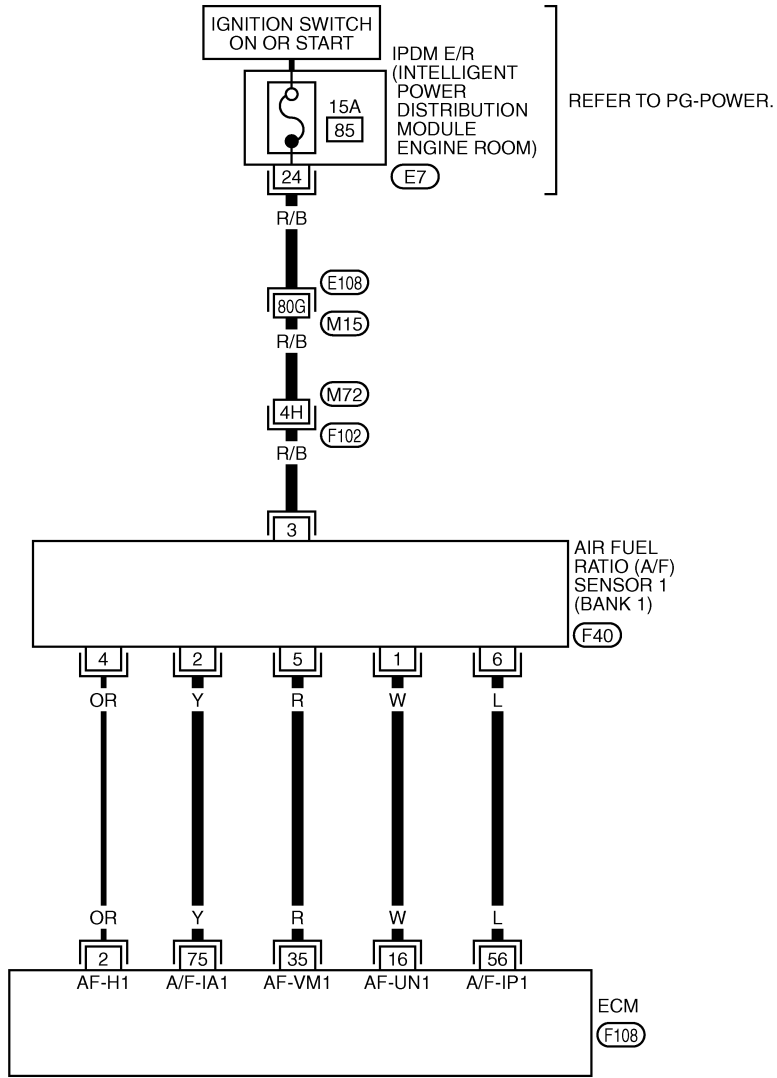 IGNITION SWITCH
ON OR START
IPDM E/R
(INTELLIGENT
POWER
DISTRIBUTION
MODULE
ENGINE ROOM)
REFER TO PG-POWER.
15A
85
24
E7
R/B
E108
80G
M15
R/B
M72
4H
F102
R/B
3
AIR FUEL
RATIO (A/F)
SENSOR 1
(BANK 1)
F40
4 2 5 1 6
OR Y R W L
OR Y R W L
2 75 35 16 56
AF-H1 A/F-IA1 AF-VM1 AF-UN1 A/F-IP1
ECM
F108